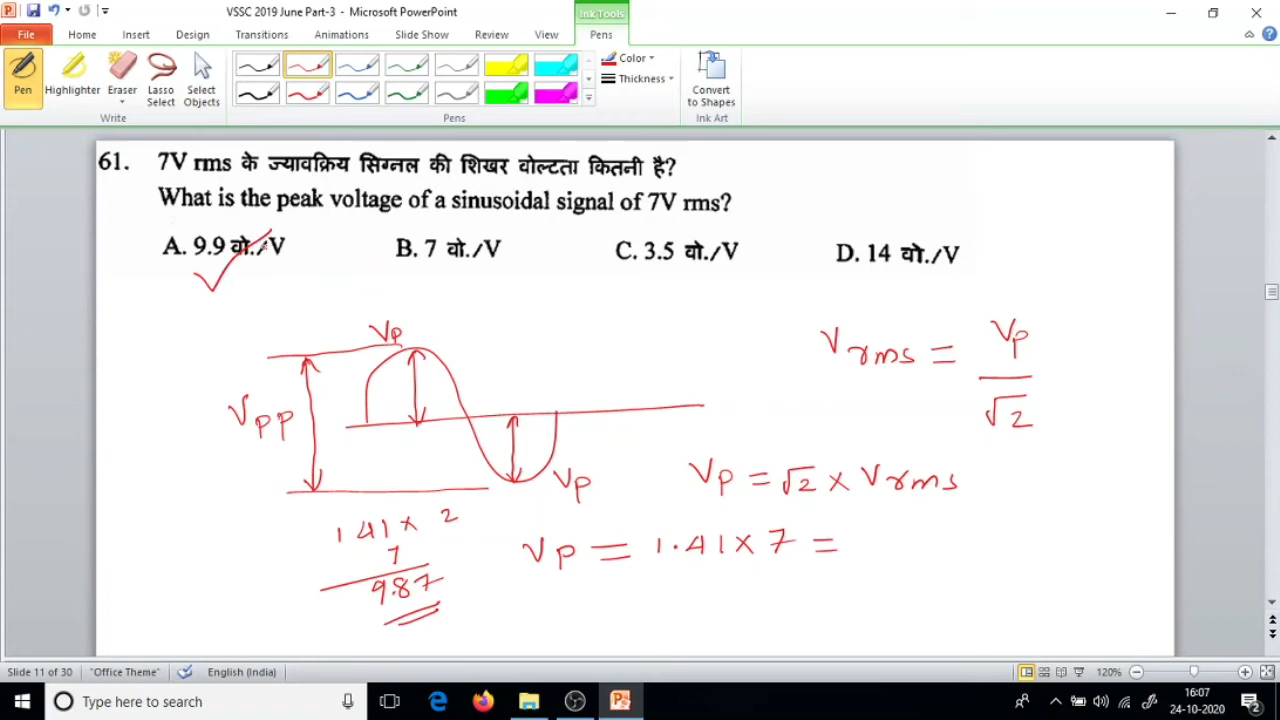 VSSC 2019 June Part-3 - Microsoft PowerPoint
Ink Tools
File Home Insert Design Transitions Animations Slide Show Review View Pens
Pen Highlighter Eraser Lasso Select Select Objects
Color
Thickness
Convert to Shapes
Write Pens Ink Art
61. 7V rms के ज्यावक्रिय सिग्नल की शिखर वोल्टता कितनी है?
What is the peak voltage of a sinusoidal signal of 7V rms?
A. 9.9 वो./V B. 7 वो./V C. 3.5 वो./V D. 14 वो./V
Vp
Vrms = Vp / √2
Vpp
Vp
Vp = √2 × Vrms
1.41 × 2
7
9.87
Vp = 1.41 × 7 =
Slide 11 of 30 "Office Theme" English (India) 120%
Type here to search
16:07
24-10-2020
2